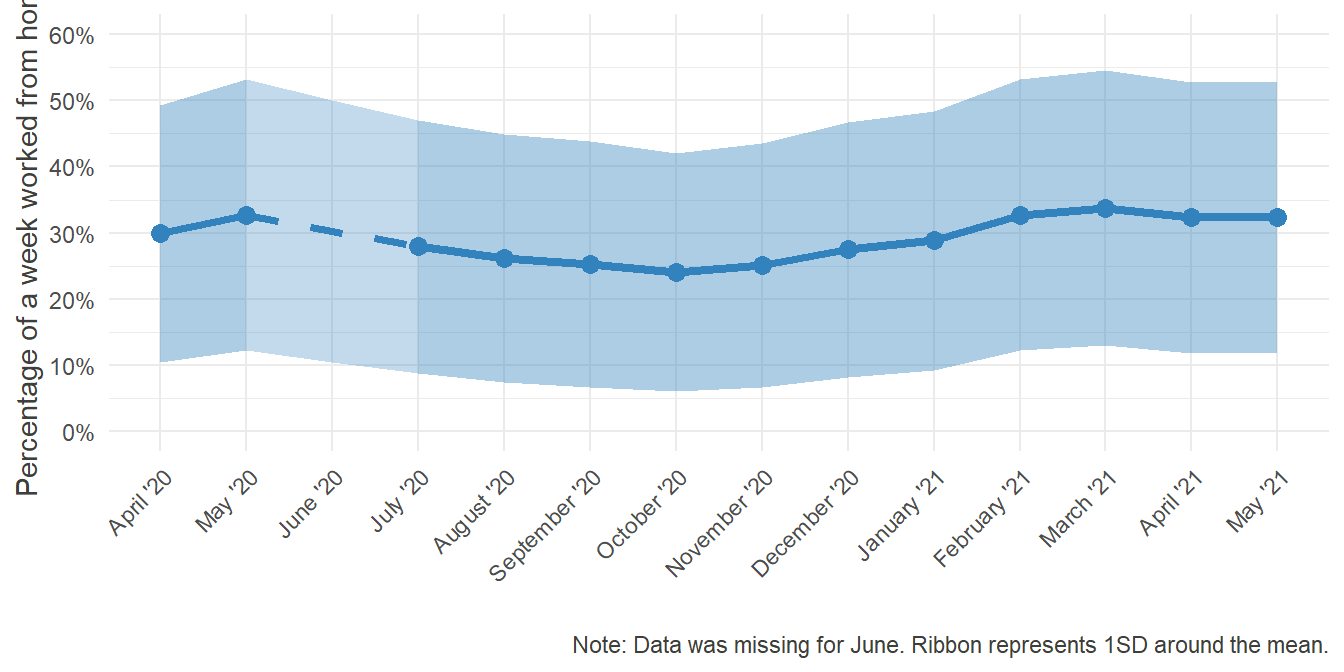 Percentage of a week worked from
60%
50%
40%
30%
20%
10%
0%
April '20
May '20
June '20
July '20
August '20
September '20
October '20
November '20
December '20
January '21
February '21
March '21
April '21
May '21
Note: Data was missing for June. Ribbon represents 1SD around the mean.